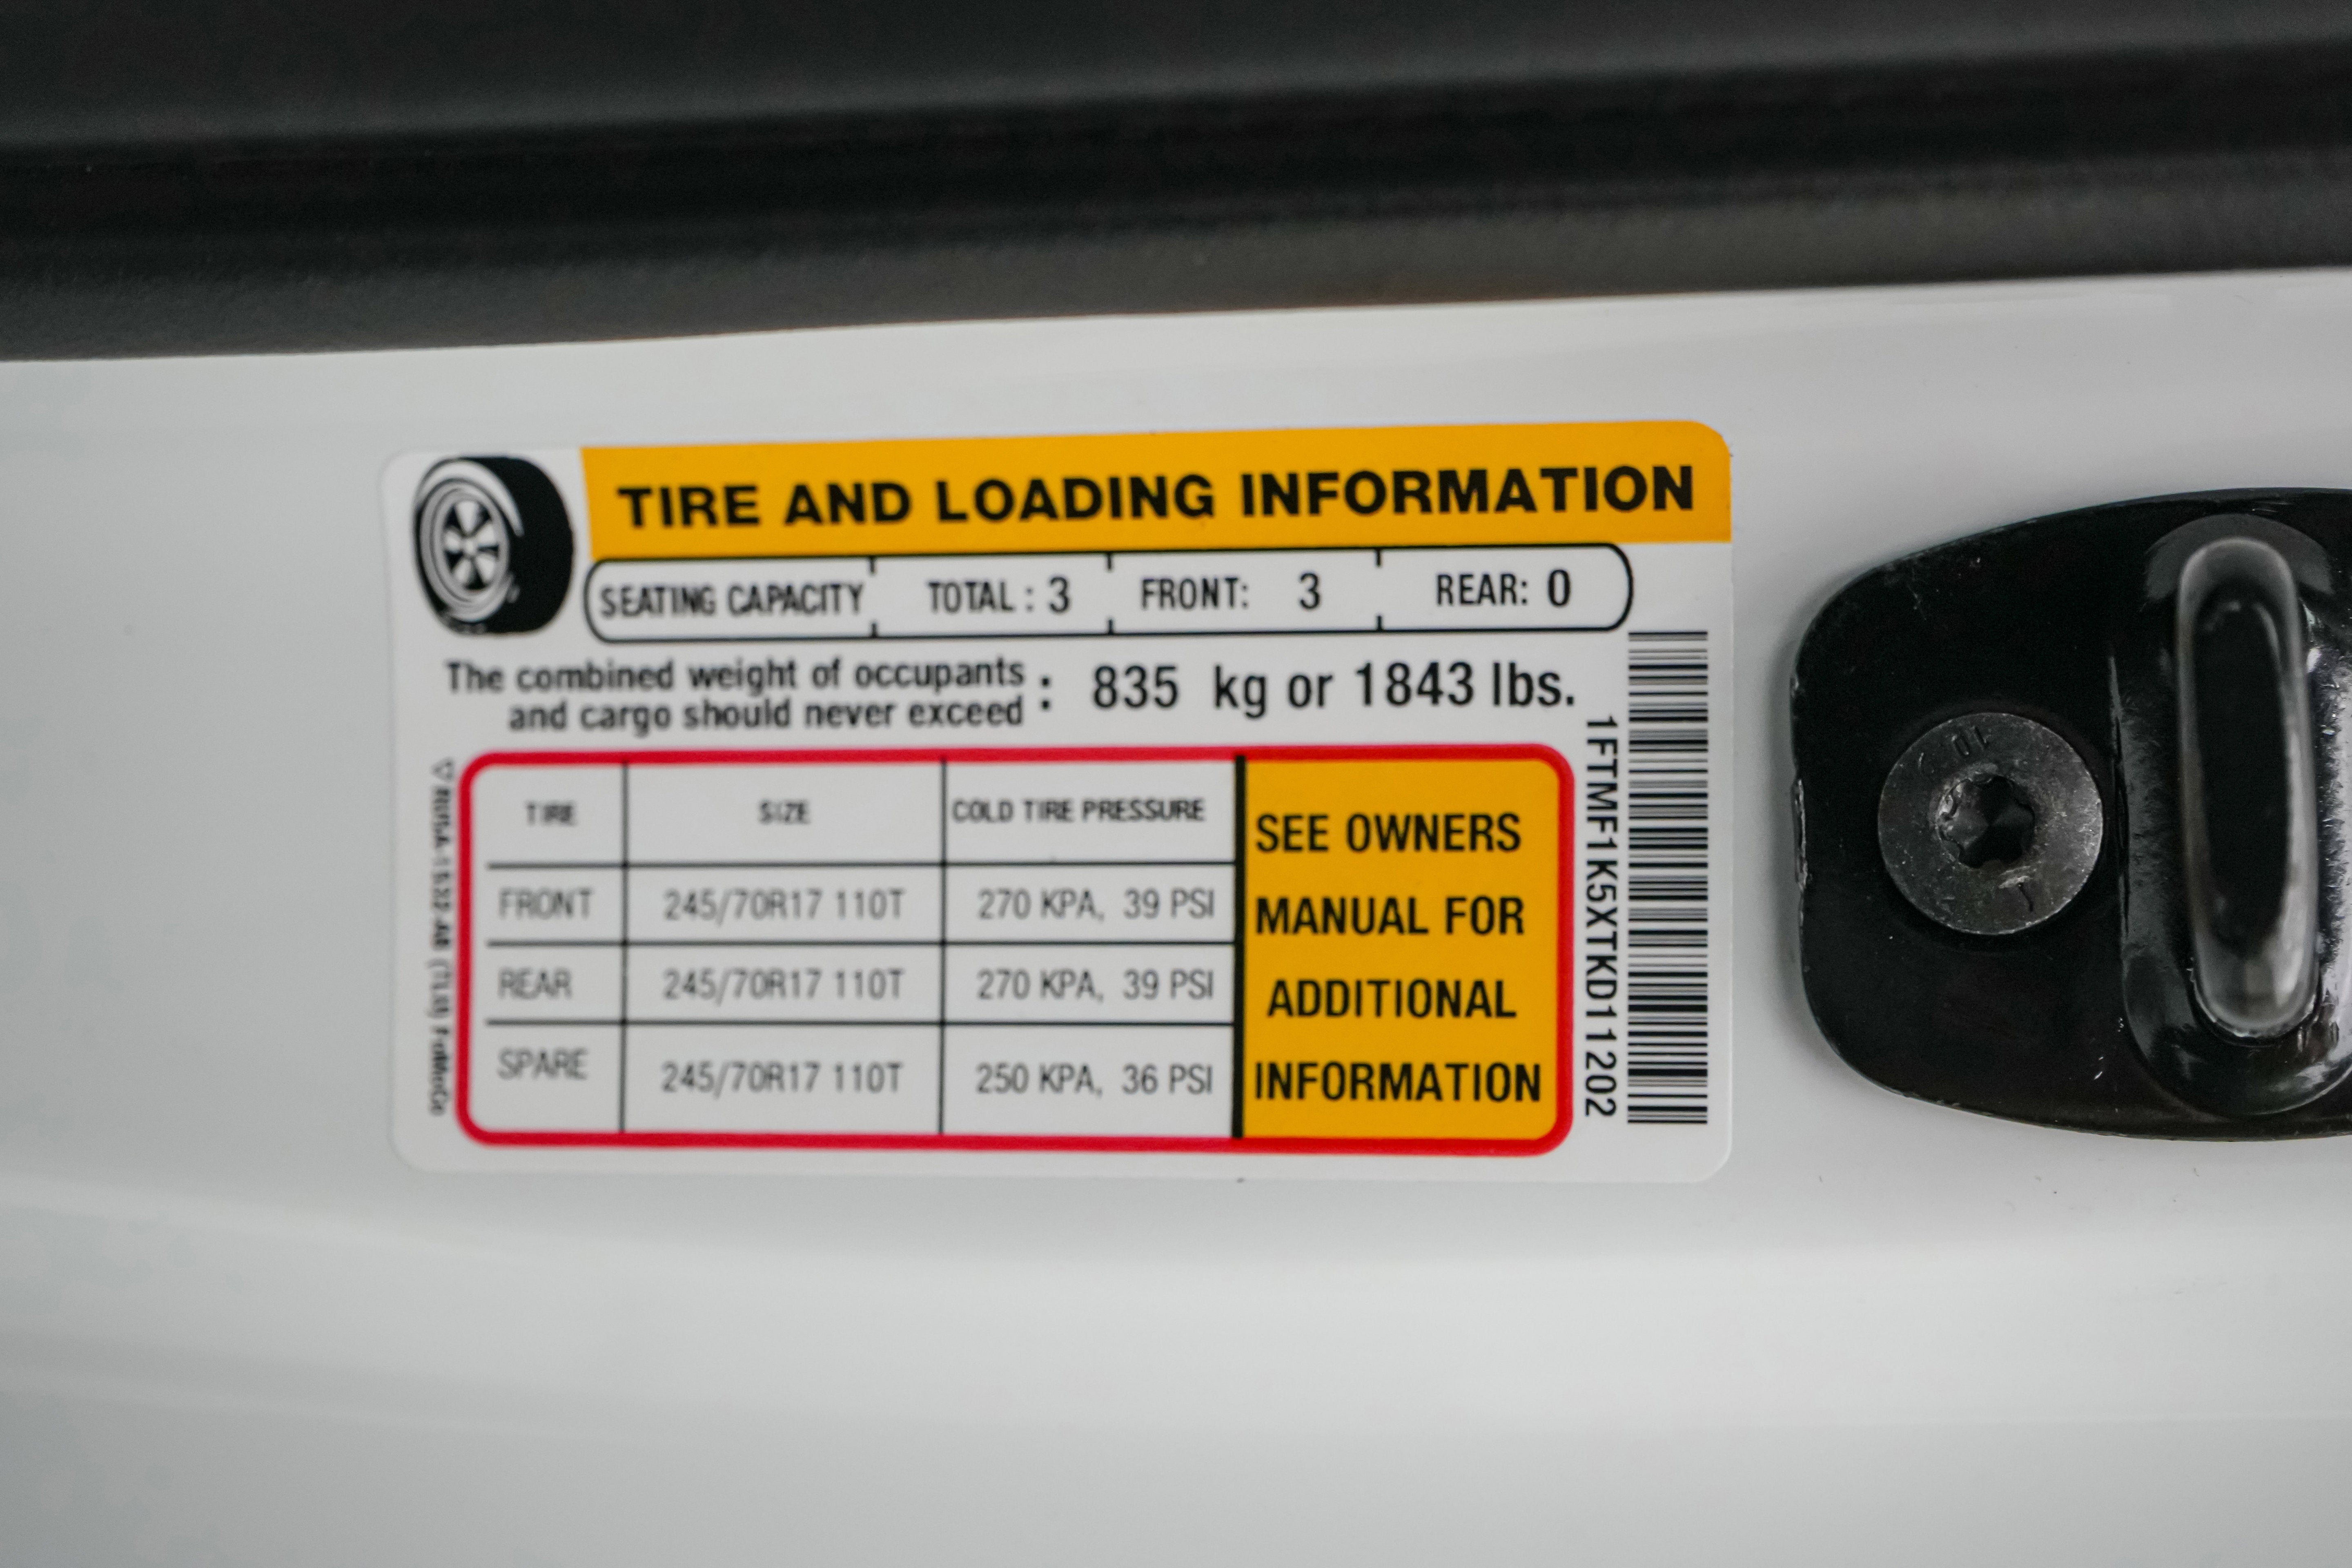 TIRE AND LOADING INFORMATION
SEATING CAPACITY TOTAL : 3 FRONT: 3 REAR: 0
The combined weight of occupants
and cargo should never exceed : 835 kg or 1843 lbs.
TIRE SIZE COLD TIRE PRESSURE
FRONT 245/70R17 110T 270 KPA, 39 PSI
REAR 245/70R17 110T 270 KPA, 39 PSI
SPARE 245/70R17 110T 250 KPA, 36 PSI
SEE OWNERS
MANUAL FOR
ADDITIONAL
INFORMATION
1FTMF1K5XTKD11202